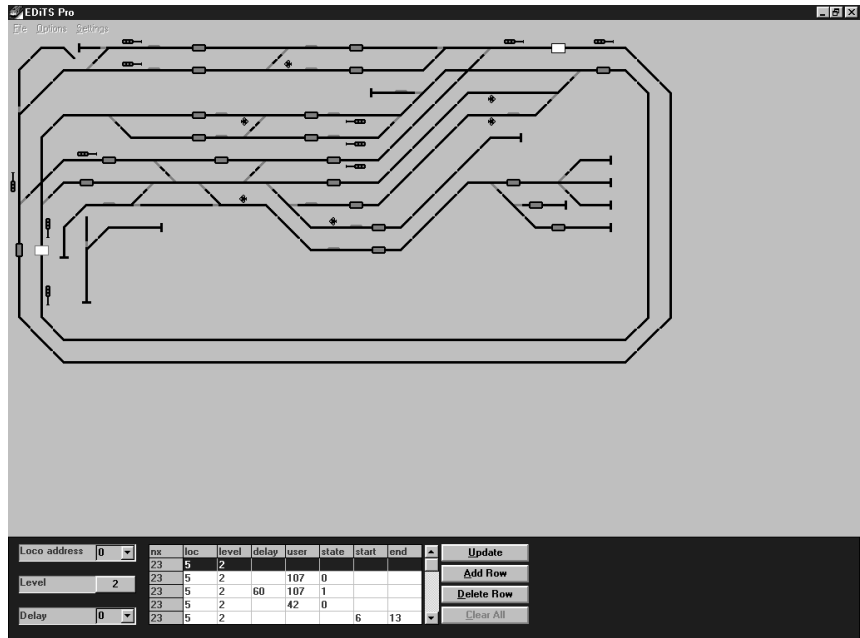 EDiTS Pro
File Options Settings
Loco address 0
Level 2
Delay 0
nx loc level delay user state start end
23 5 2
23 5 2 107 0
23 5 2 60 107 1
23 5 2 42 0
23 5 2 6 13
Update
Add Row
Delete Row
Clear All